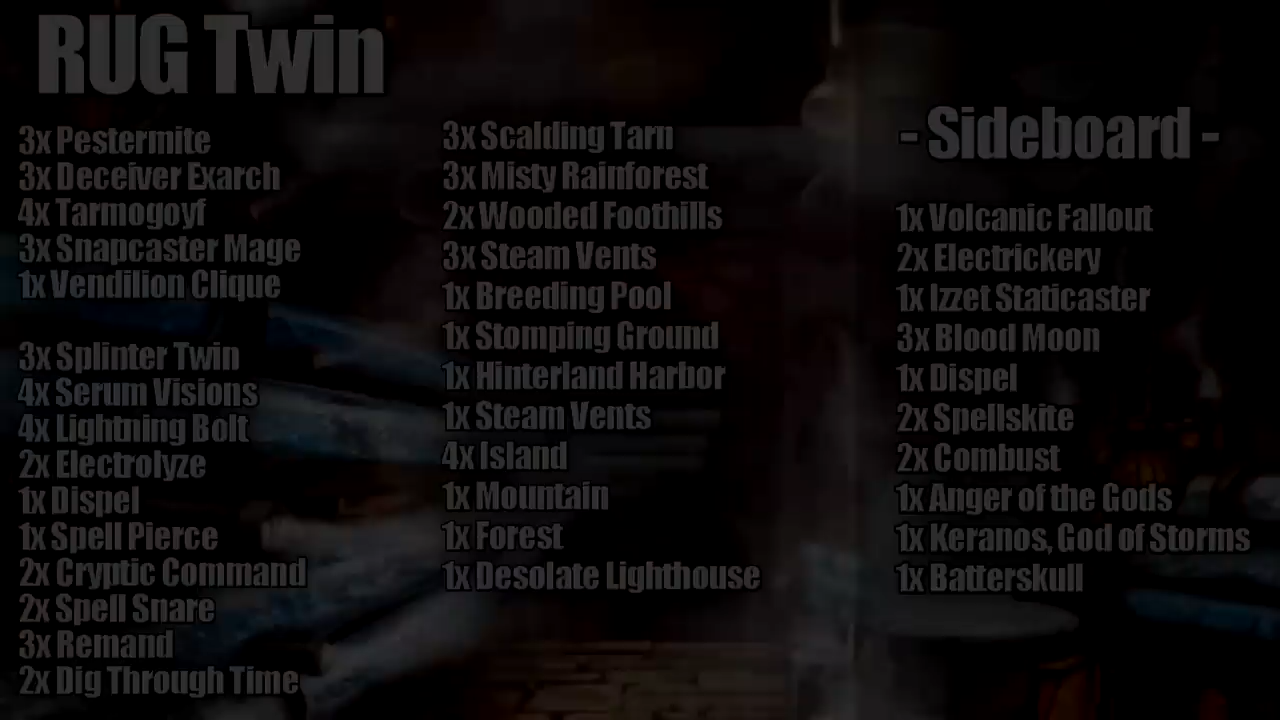 RUG Twin
3x Pestermite
3x Deceiver Exarch
4x Tarmogoyf
3x Snapcaster Mage
1x Vendilion Clique
3x Splinter Twin
4x Serum Visions
4x Lightning Bolt
2x Electrolyze
1x Dispel
1x Spell Pierce
2x Cryptic Command
2x Spell Snare
3x Remand
2x Dig Through Time
3x Scalding Tarn
3x Misty Rainforest
2x Wooded Foothills
3x Steam Vents
1x Breeding Pool
1x Stomping Ground
1x Hinterland Harbor
1x Steam Vents
4x Island
1x Mountain
1x Forest
1x Desolate Lighthouse
- Sideboard -
1x Volcanic Fallout
2x Electrickery
1x Izzet Staticaster
3x Blood Moon
1x Dispel
2x Spellskite
2x Combust
1x Anger of the Gods
1x Keranos, God of Storms
1x Batterskull